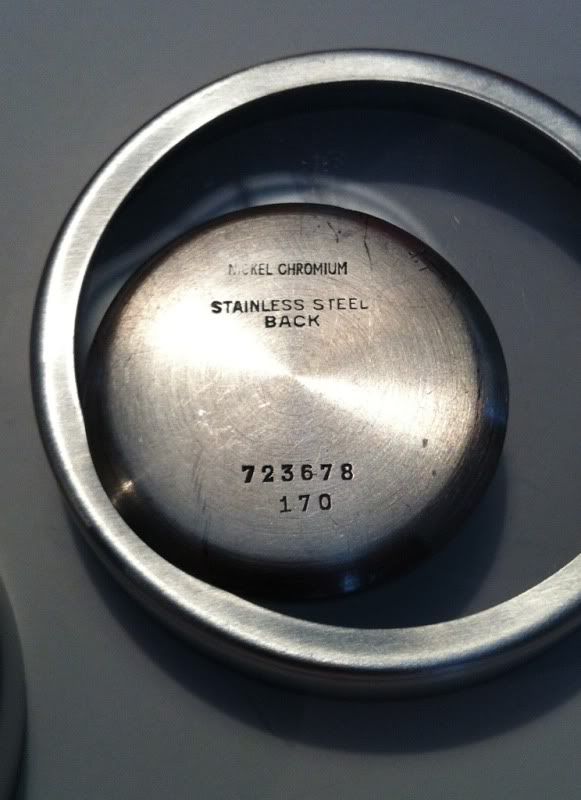 NICKEL CHROMIUM
STAINLESS STEEL
BACK
723678
170